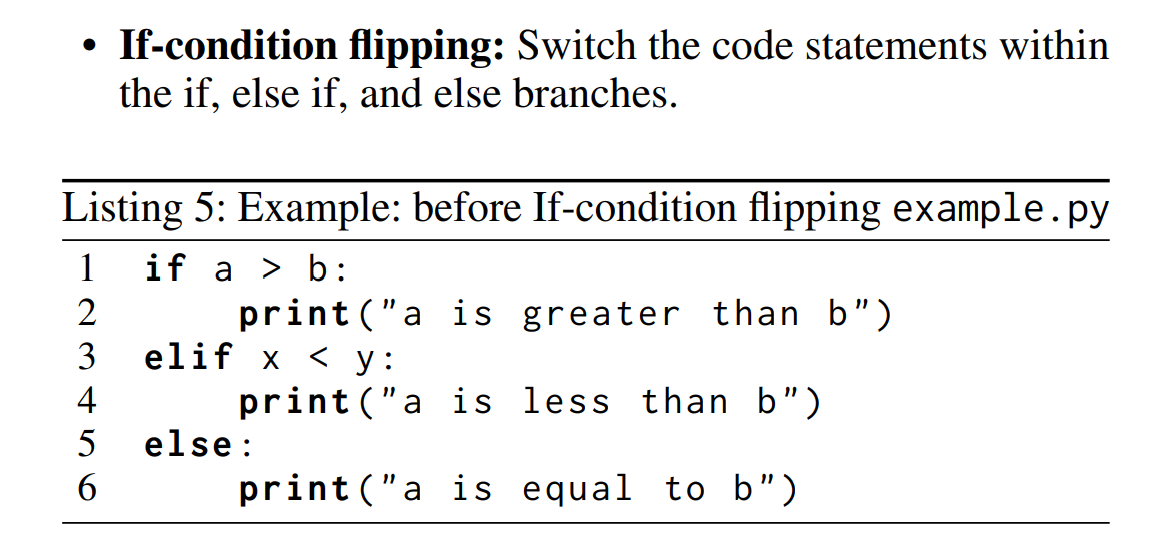 • If-condition flipping: Switch the code statements within
the if, else if, and else branches.
Listing 5: Example: before If-condition flipping example.py
1 if a > b:
2     print("a is greater than b")
3 elif x < y:
4     print("a is less than b")
5 else:
6     print("a is equal to b")